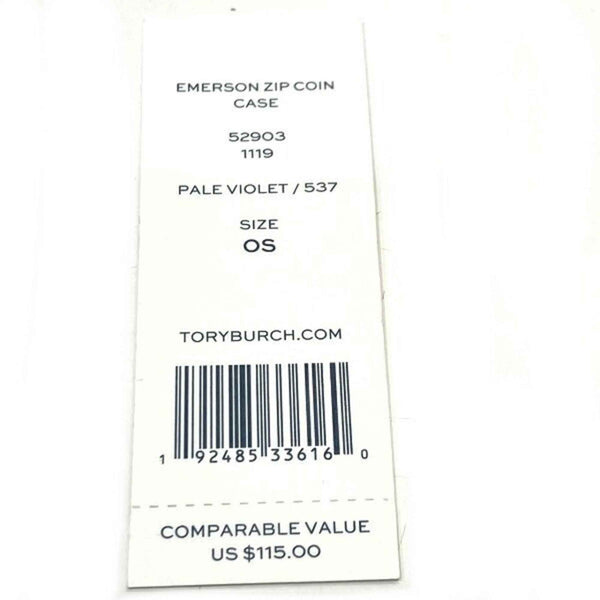 EMERSON ZIP COIN
CASE
52903
1119
PALE VIOLET / 537
SIZE
OS
TORYBURCH.COM
1 92485 33616 0
COMPARABLE VALUE
US $115.00